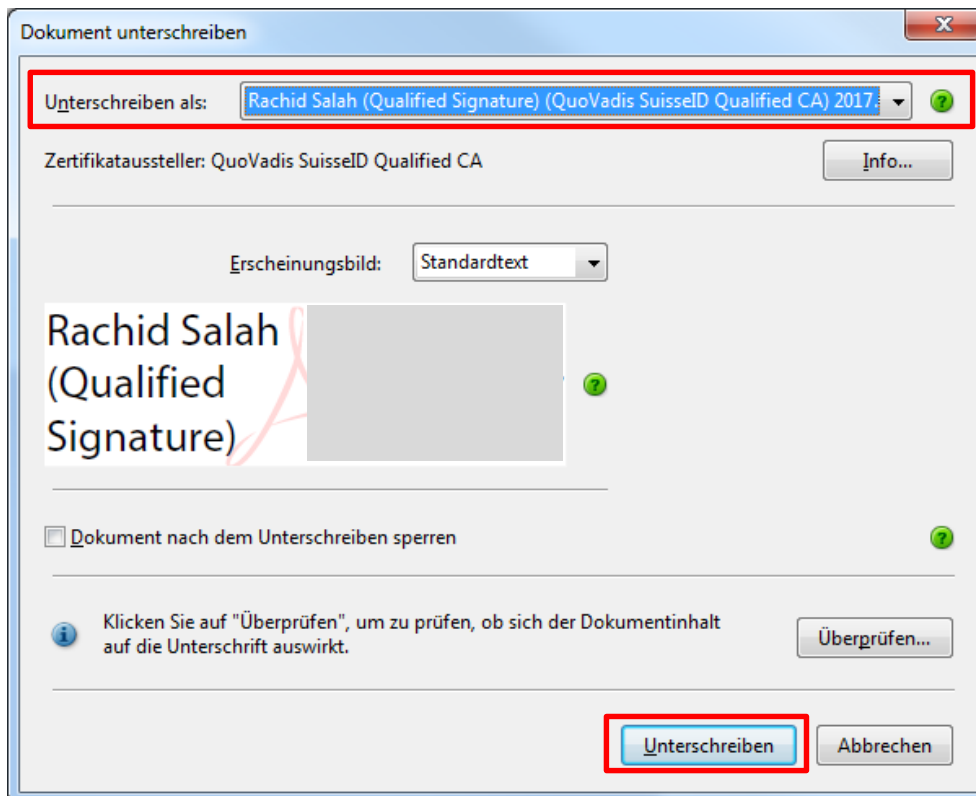 Dokument unterschreiben
Unterschreiben als: Rachid Salah (Qualified Signature) (QuoVadis SuisseID Qualified CA) 2017.
Zertifikataussteller: QuoVadis SuisseID Qualified CA Info...
Erscheinungsbild: Standardtext
Rachid Salah
(Qualified
Signature)
Dokument nach dem Unterschreiben sperren
Klicken Sie auf "Überprüfen", um zu prüfen, ob sich der Dokumentinhalt
auf die Unterschrift auswirkt.
Überprüfen...
Unterschreiben Abbrechen